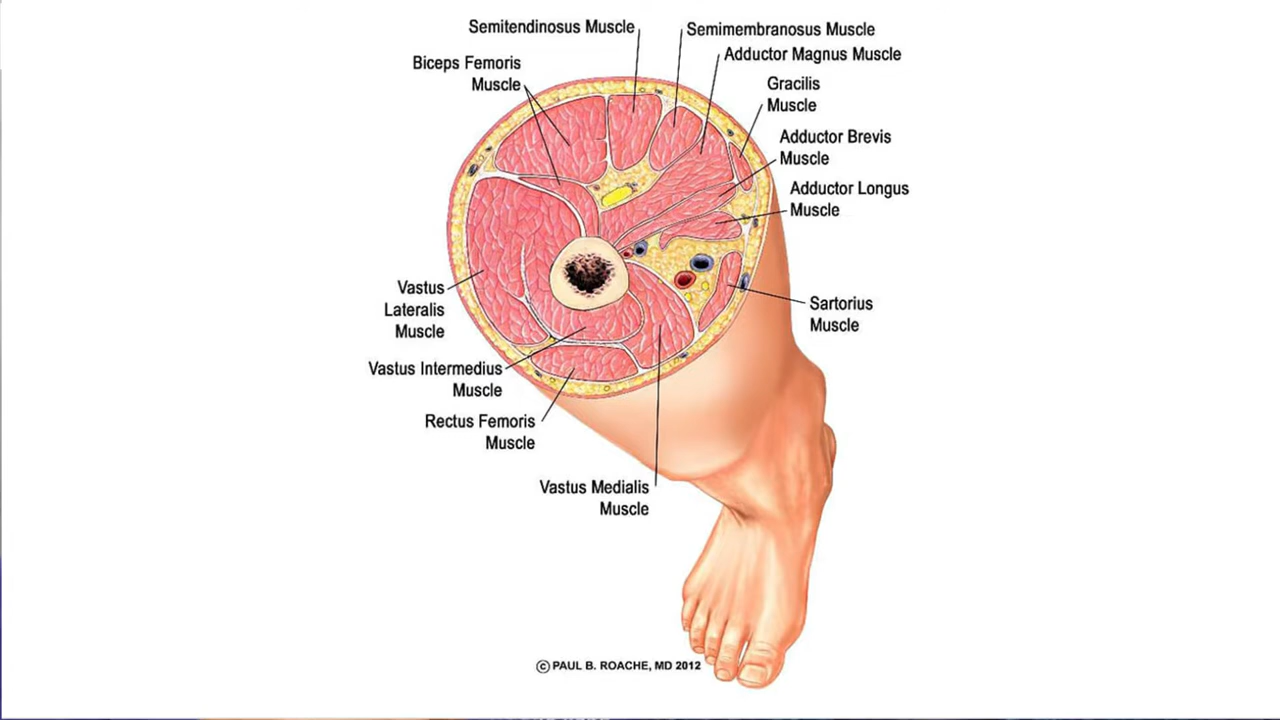 Semitendinosus Muscle
Semimembranosus Muscle
Adductor Magnus Muscle
Biceps Femoris
Muscle
Gracilis
Muscle
Adductor Brevis
Muscle
Adductor Longus
Muscle
Vastus
Lateralis
Muscle
Sartorius
Muscle
Vastus Intermedius
Muscle
Rectus Femoris
Muscle
Vastus Medialis
Muscle
© PAUL B. ROACHE, MD 2012